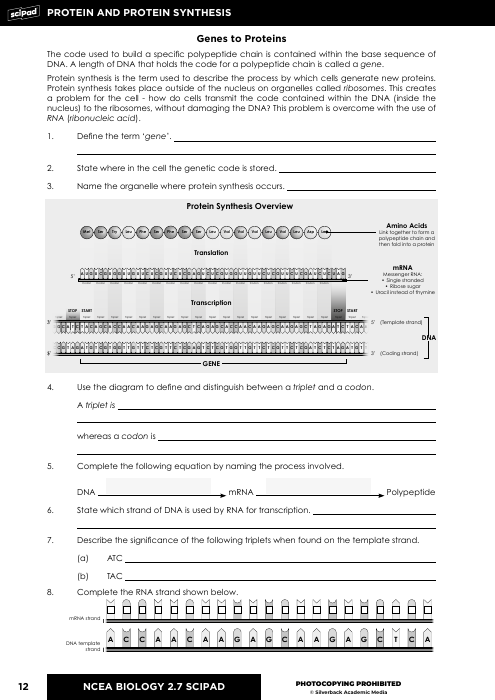 scipad PROTEIN AND PROTEIN SYNTHESIS
Genes to Proteins
The code used to build a specific polypeptide chain is contained within the base sequence of
DNA. A length of DNA that holds the code for a polypeptide chain is called a gene.
Protein synthesis is the term used to describe the process by which cells generate new proteins.
Protein synthesis takes place outside of the nucleus on organelles called ribosomes. This creates
a problem for the cell - how do cells transmit the code contained within the DNA (inside the
nucleus) to the ribosomes, without damaging the DNA? This problem is overcome with the use of
RNA (ribonucleic acid).
1. Define the term 'gene'.
2. State where in the cell the genetic code is stored.
3. Name the organelle where protein synthesis occurs.
Protein Synthesis Overview
Amino Acids
Link together to form a
polypeptide chain and
then fold into a protein
Translation
mRNA
Messenger RNA:
• Single stranded
• Ribose sugar
• Uracil instead of thymine
5'
Transcription
STOP START
STOP START
3' 5' (Template strand)
DNA
3' (Coding strand)
GENE
4. Use the diagram to define and distinguish between a triplet and a codon.
A triplet is
whereas a codon is
5. Complete the following equation by naming the process involved.
DNA mRNA Polypeptide
6. State which strand of DNA is used by RNA for transcription.
7. Describe the significance of the following triplets when found on the template strand.
(a) ATC
(b) TAC
8. Complete the RNA strand shown below.
mRNA strand
DNA template
strand
A C C A A C A A G A G C A A G A G C T C A
12 NCEA BIOLOGY 2.7 SCIPAD
PHOTOCOPYING PROHIBITED
© Silverback Academic Media